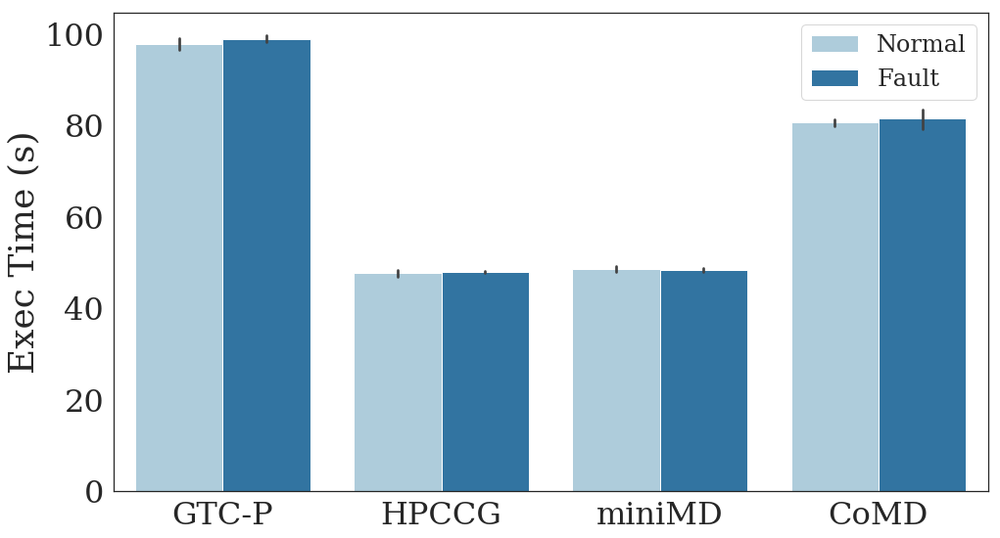 Exec Time (s)
100
80
60
40
20
0
Normal
Fault
GTC-P HPCCG miniMD CoMD